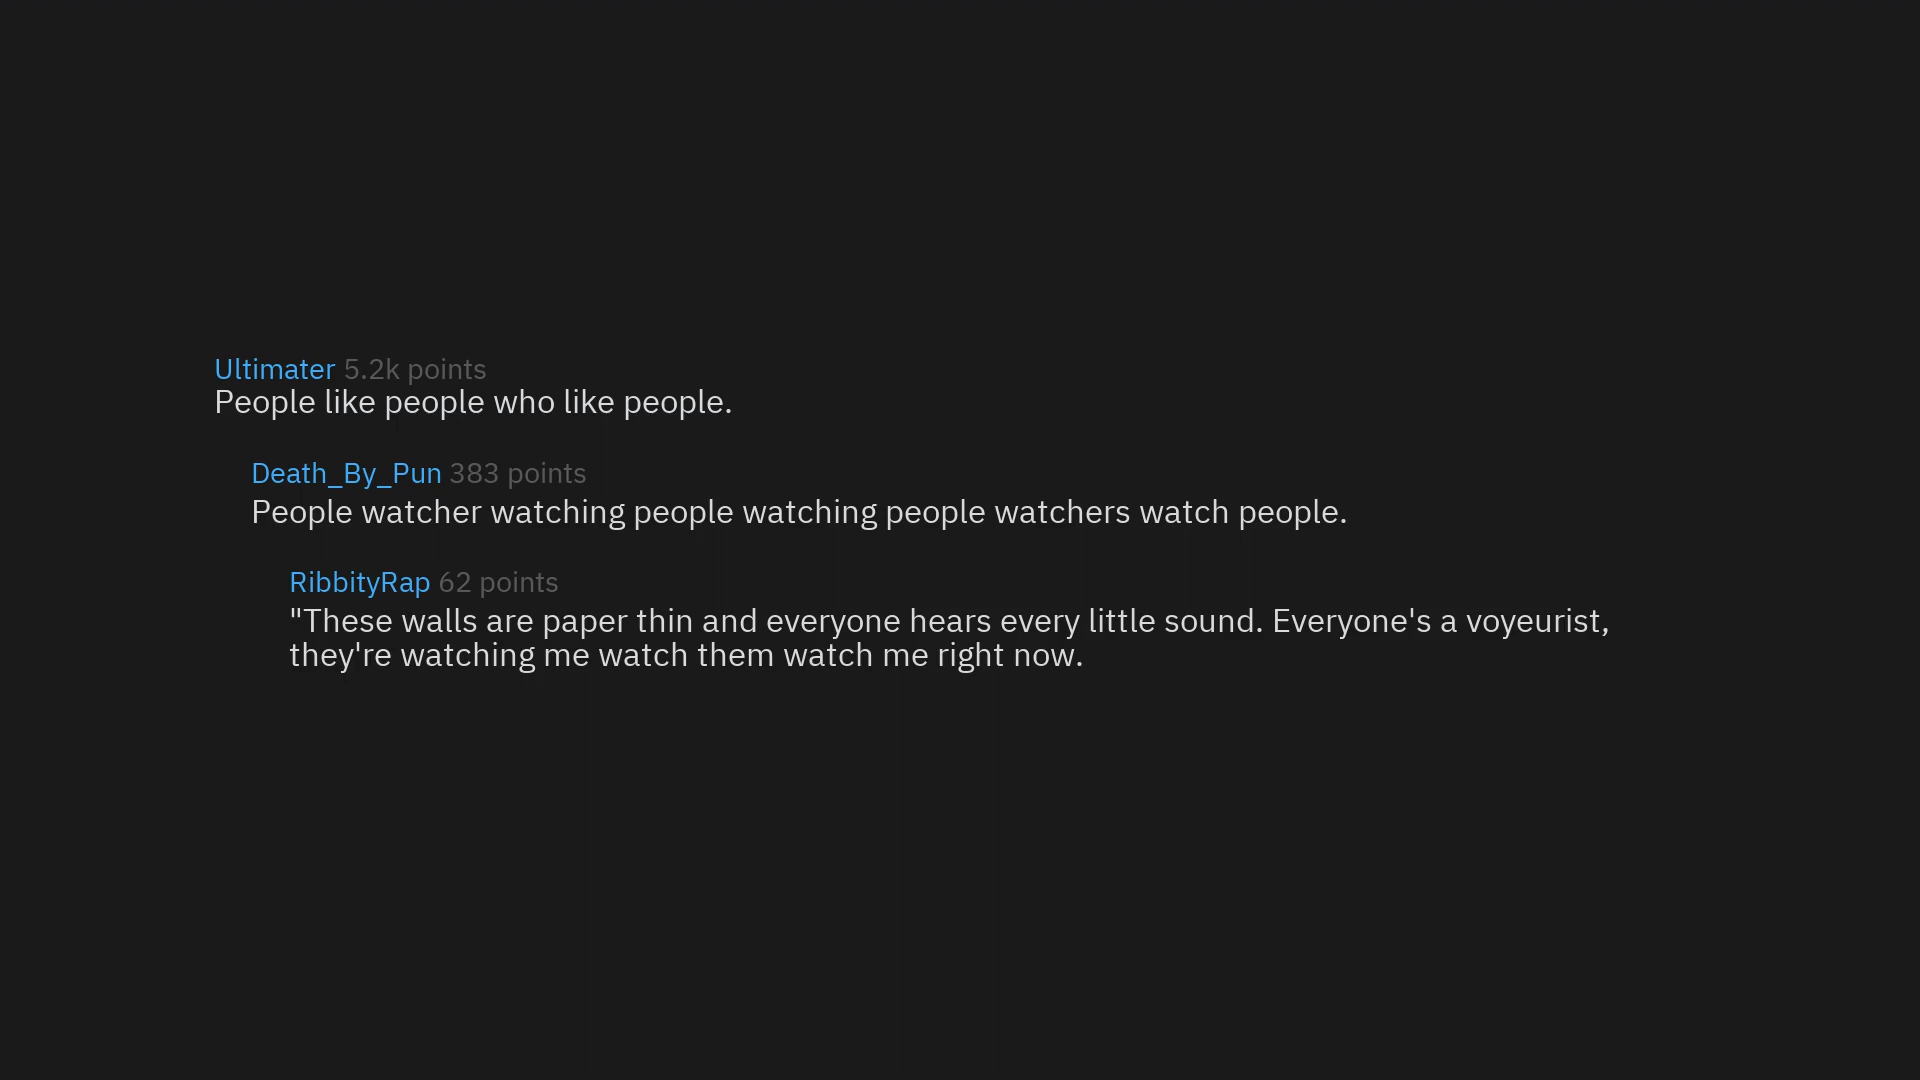 Ultimater 5.2k points
People like people who like people.
Death_By_Pun 383 points
People watcher watching people watching people watchers watch people.
RibbityRap 62 points
"These walls are paper thin and everyone hears every little sound. Everyone's a voyeurist,
they're watching me watch them watch me right now.